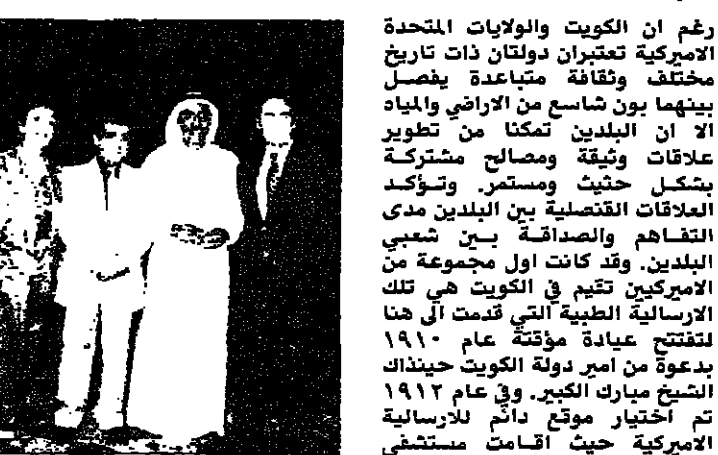 رغم ان الكويت والولايات المتحدة
الاميركية تعتبران دولتان ذات تاريخ
مختلف وثقافة متباعدة يفصل
بينهما بون شاسع من الاراضي والمياه
الا ان البلدين تمكنا من تطوير
علاقات وثيقة ومصالح مشتركة
بشكل حثيث ومستمر. وتؤكد
العلاقات القنصلية بين البلدين مدى
التفاهم والصداقة بين شعبي
البلدين. وقد كانت اول مجموعة من
الاميركيين تقيم في الكويت هي تلك
الارسالية الطبية التي قدمت الى هنا
لتفتتح عيادة مؤقتة عام ١٩١٠
بدعوة من امير دولة الكويت حينذاك
الشيخ مبارك الكبير. وفي عام ١٩١٢
تم اختيار موقع دائم للارسالية
الاميركية حيث اقامت مستشفى